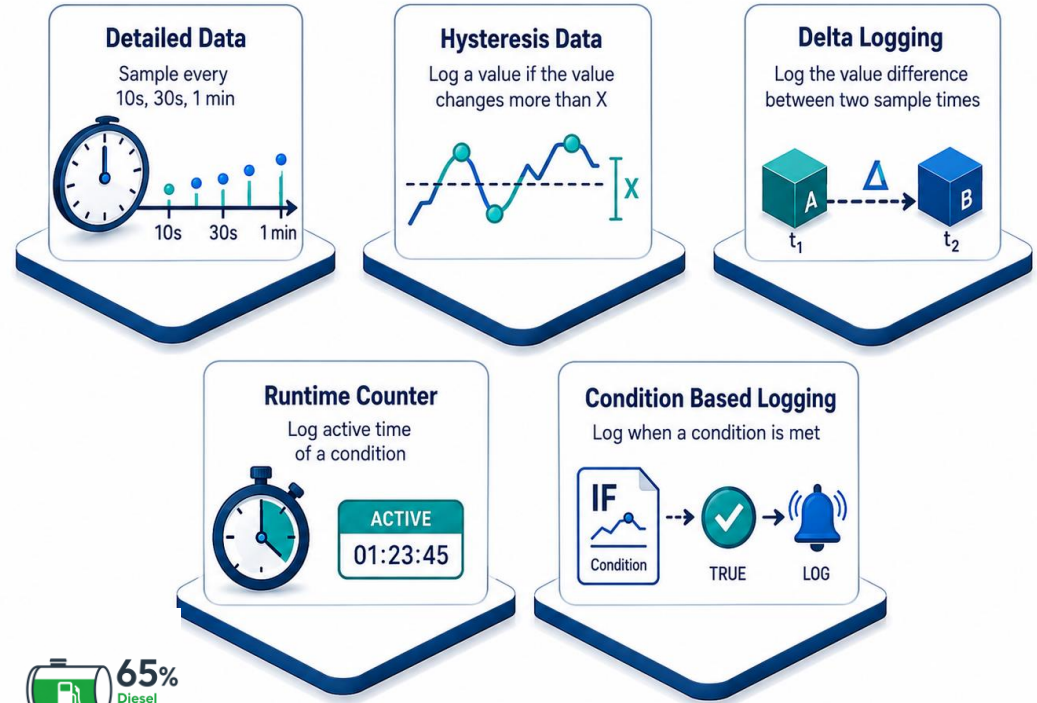 Detailed Data
Sample every
10s, 30s, 1 min
10s 30s 1 min
Hysteresis Data
Log a value if the value
changes more than X
X
Delta Logging
Log the value difference
between two sample times
A Δ B
t₁ t₂
Runtime Counter
Log active time
of a condition
ACTIVE
01:23:45
Condition Based Logging
Log when a condition is met
IF
Condition
TRUE
LOG
65%
Diesel